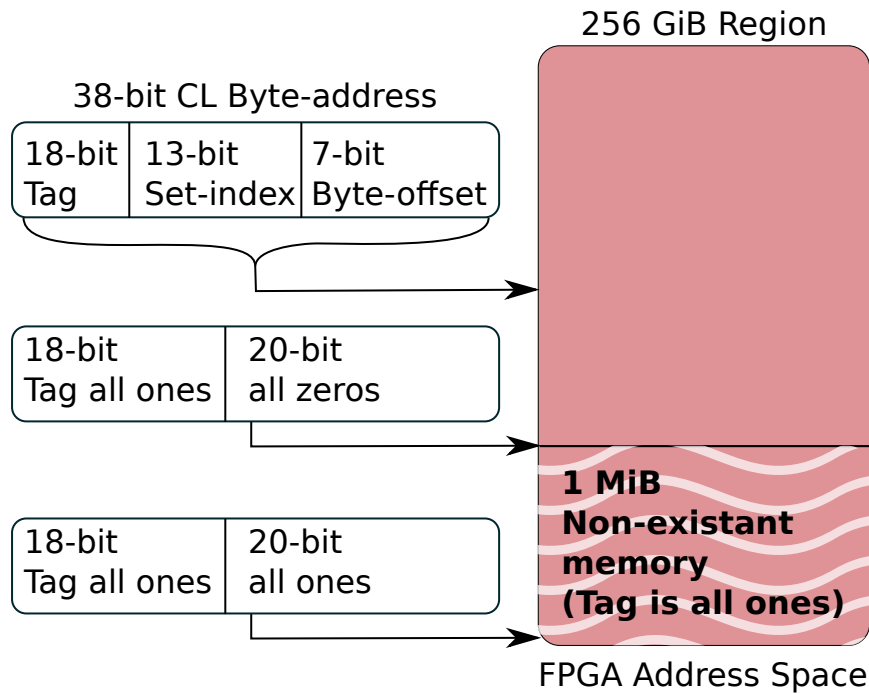 256 GiB Region
38-bit CL Byte-address
18-bit
Tag
13-bit
Set-index
7-bit
Byte-offset
18-bit
Tag all ones
20-bit
all zeros
1 MiB
Non-existant
memory
(Tag is all ones)
18-bit
Tag all ones
20-bit
all ones
FPGA Address Space